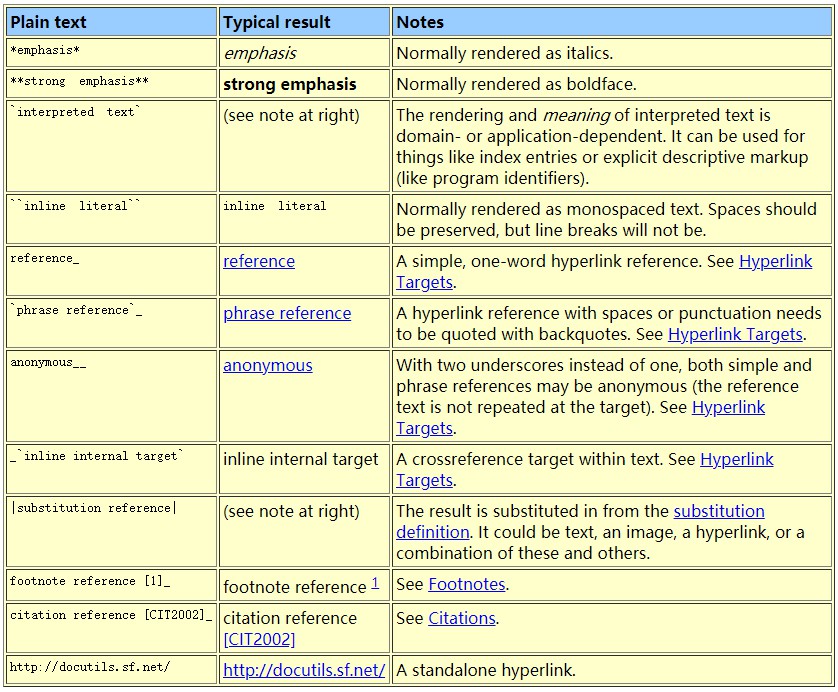 Plain text Typical result Notes
*emphasis* emphasis Normally rendered as italics.
**strong emphasis** strong emphasis Normally rendered as boldface.
`interpreted text` (see note at right) The rendering and meaning of interpreted text is
domain- or application-dependent. It can be used for
things like index entries or explicit descriptive markup
(like program identifiers).
``inline literal`` inline literal Normally rendered as monospaced text. Spaces should
be preserved, but line breaks will not be.
reference_ reference A simple, one-word hyperlink reference. See Hyperlink
Targets.
`phrase reference`_ phrase reference A hyperlink reference with spaces or punctuation needs
to be quoted with backquotes. See Hyperlink Targets.
anonymous__ anonymous With two underscores instead of one, both simple and
phrase references may be anonymous (the reference
text is not repeated at the target). See Hyperlink
Targets.
_`inline internal target` inline internal target A crossreference target within text. See Hyperlink
Targets.
|substitution reference| (see note at right) The result is substituted in from the substitution
definition. It could be text, an image, a hyperlink, or a
combination of these and others.
footnote reference [1]_ footnote reference 1 See Footnotes.
citation reference [CIT2002]_ citation reference See Citations.
[CIT2002]
http://docutils.sf.net/ http://docutils.sf.net/ A standalone hyperlink.